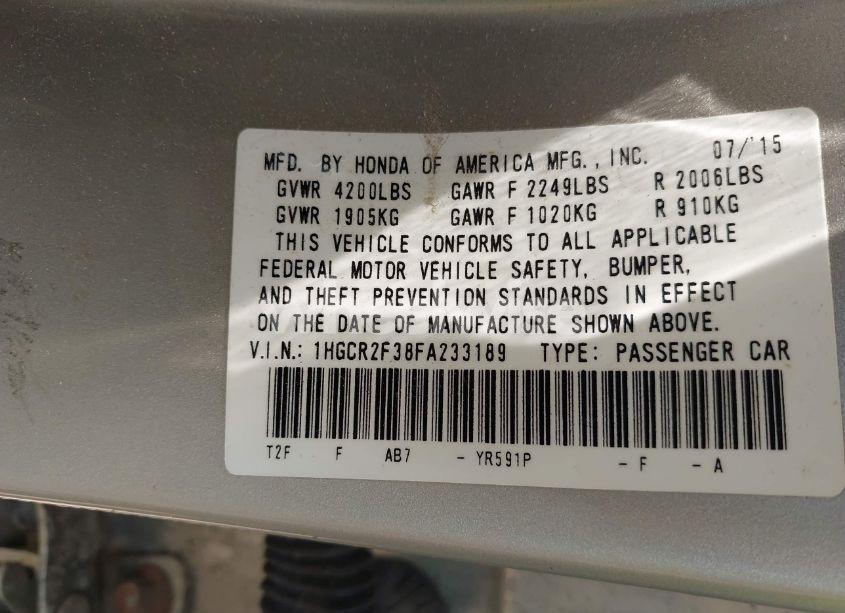 MFD. BY HONDA OF AMERICA MFG., INC. 07/'15
GVWR 4200LBS GAWR F 2249LBS R 2006LBS
GVWR 1905KG GAWR F 1020KG R 910KG
THIS VEHICLE CONFORMS TO ALL APPLICABLE
FEDERAL MOTOR VEHICLE SAFETY, BUMPER,
AND THEFT PREVENTION STANDARDS IN EFFECT
ON THE DATE OF MANUFACTURE SHOWN ABOVE.
V.I.N.: 1HGCR2F38FA233189 TYPE: PASSENGER CAR
T2F F AB7 - YR591P - F - A